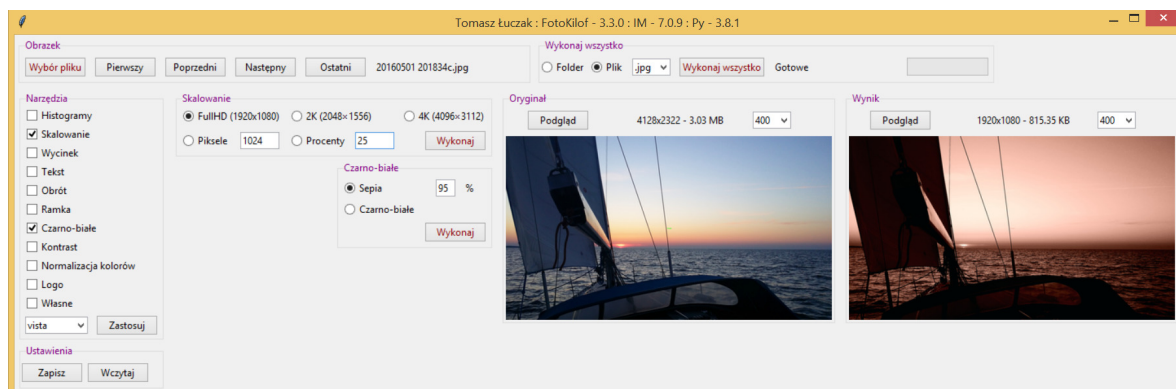 Tomasz Łuczak : FotoKilof - 3.3.0 : IM - 7.0.9 : Py - 3.8.1
Obrazek
Wybór pliku Pierwszy Poprzedni Następny Ostatni 20160501 201834c.jpg
Wykonaj wszystko
Folder Plik .jpg Wykonaj wszystko Gotowe
Narzędzia
Histogramy
Skalowanie
Wycinek
Tekst
Obrót
Ramka
Czarno-białe
Kontrast
Normalizacja kolorów
Logo
Własne
vista Zastosuj
Ustawienia
Zapisz Wczytaj
Skalowanie
FullHD (1920x1080) 2K (2048×1556) 4K (4096×3112)
Piksele 1024 Procenty 25 Wykonaj
Czarno-białe
Sepia 95 %
Czarno-białe
Wykonaj
Oryginał
Podgląd 4128x2322 - 3.03 MB 400
Wynik
Podgląd 1920x1080 - 815.35 KB 400